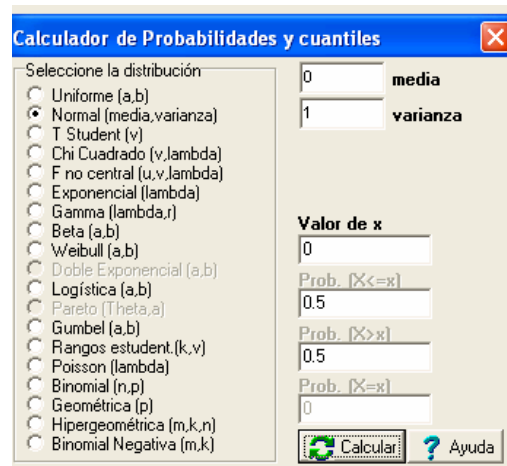 Calculador de Probabilidades y cuantiles
Seleccione la distribución
Uniforme (a,b)
Normal (media,varianza)
T Student (v)
Chi Cuadrado (v,lambda)
F no central (u,v,lambda)
Exponencial (lambda)
Gamma (lambda,r)
Beta (a,b)
Weibull (a,b)
Doble Exponencial (a,b)
Logística (a,b)
Pareto (Theta,a)
Gumbel (a,b)
Rangos estudent.(k,v)
Poisson (lambda)
Binomial (n,p)
Geométrica (p)
Hipergeométrica (m,k,n)
Binomial Negativa (m,k)
0 media
1 varianza
Valor de x
0
Prob. (X<=x)
0.5
Prob. (X>x)
0.5
Prob. (X=x)
0
Calcular ? Ayuda